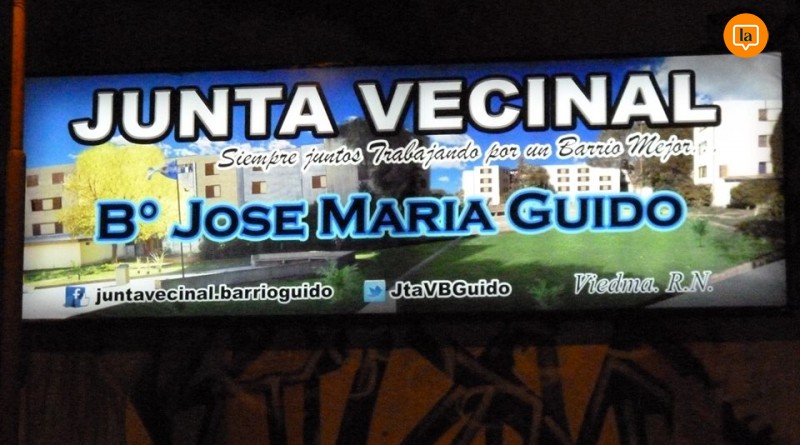 la
JUNTA VECINAL
Siempre juntos Trabajando por un Barrio Mejor...
Bº JOSE MARIA GUIDO
juntavecinal.barrioguido JtaVBGuido Viedma. R.N.